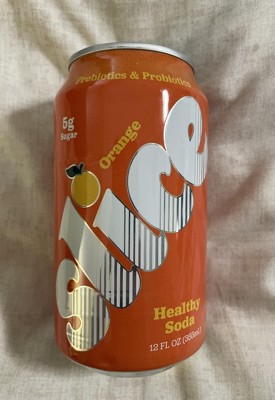 Prebiotics & Probiotics
5g
Sugar
Orange
slice
Healthy
Soda
12 FL OZ (355mL)